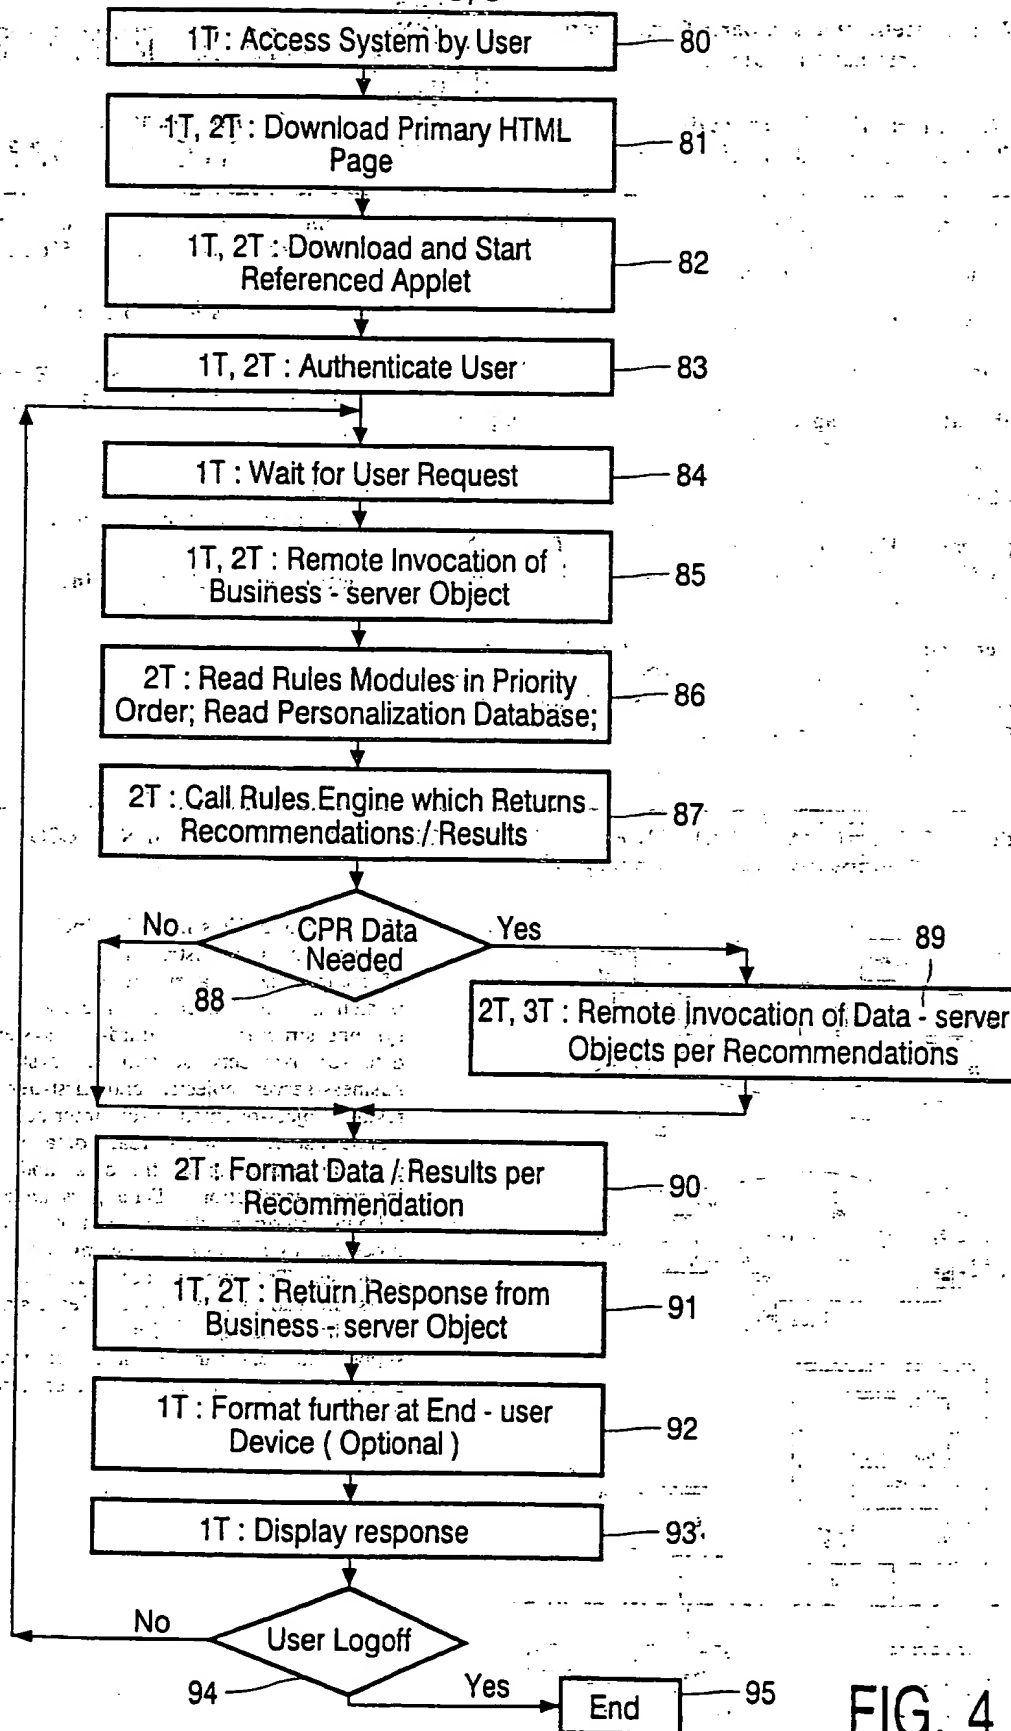 1T : Access System by User
80
1T, 2T : Download Primary HTML
Page
81
1T, 2T : Download and Start
Referenced Applet
82
1T, 2T : Authenticate User
83
1T : Wait for User Request
84
1T, 2T : Remote Invocation of
Business - server Object
85
2T : Read Rules Modules in Priority
Order; Read Personalization Database;
86
2T : Call Rules Engine which Returns
Recommendations / Results
87
No
CPR Data
Needed
Yes
88
89
2T, 3T : Remote Invocation of Data - server
Objects per Recommendations
2T : Format Data / Results per
Recommendation
90
1T, 2T : Return Response from
Business - server Object
91
1T : Format further at End - user
Device ( Optional )
92
1T : Display response
93
No
User Logoff
94
Yes
End
95
FIG. 4